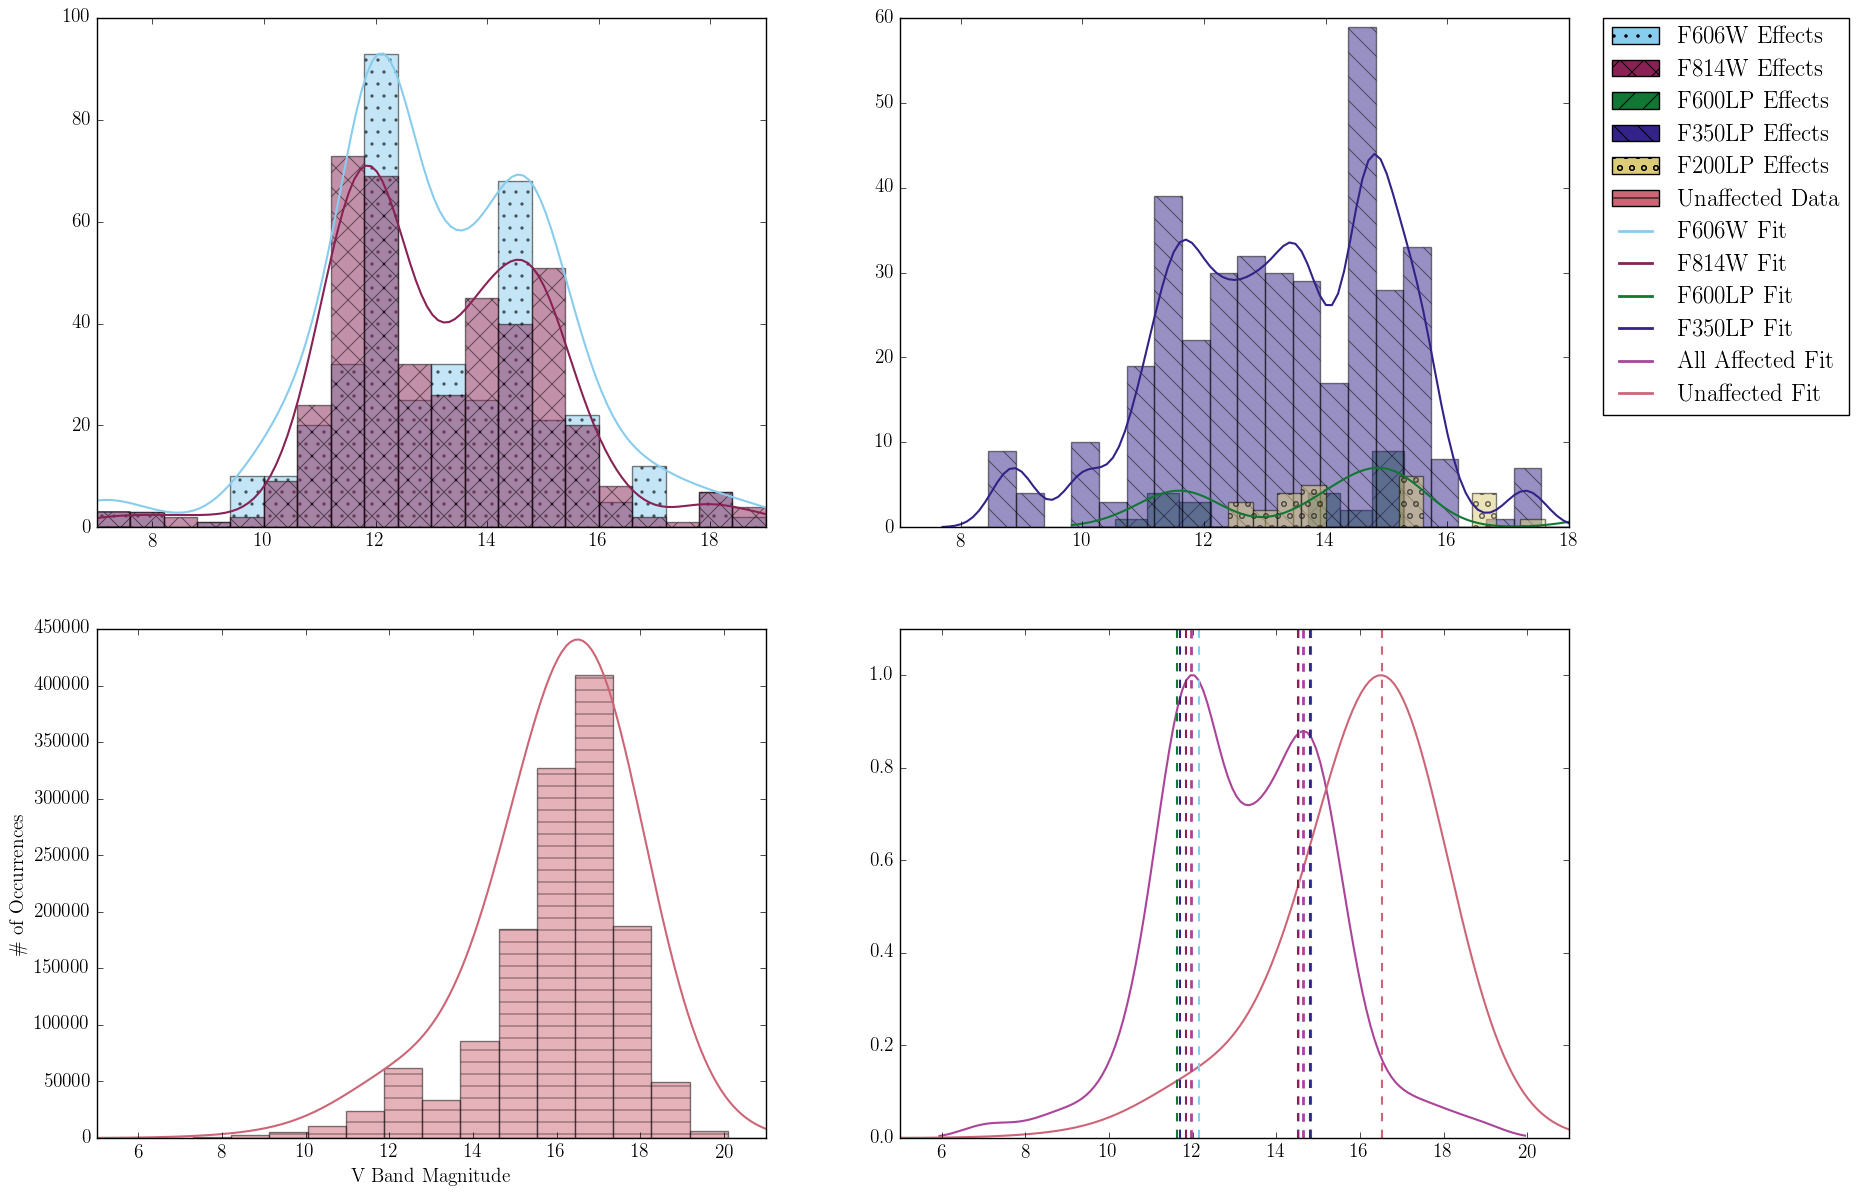 100
80
60
40
20
0
8 10 12 14 16 18
60
50
40
30
20
10
0
8 10 12 14 16 18
F606W Effects
F814W Effects
F600LP Effects
F350LP Effects
F200LP Effects
Unaffected Data
F606W Fit
F814W Fit
F600LP Fit
F350LP Fit
All Affected Fit
Unaffected Fit
# of Occurrences
450000
400000
350000
300000
250000
200000
150000
100000
50000
0
6 8 10 12 14 16 18 20
V Band Magnitude
1.0
0.8
0.6
0.4
0.2
0.0
6 8 10 12 14 16 18 20